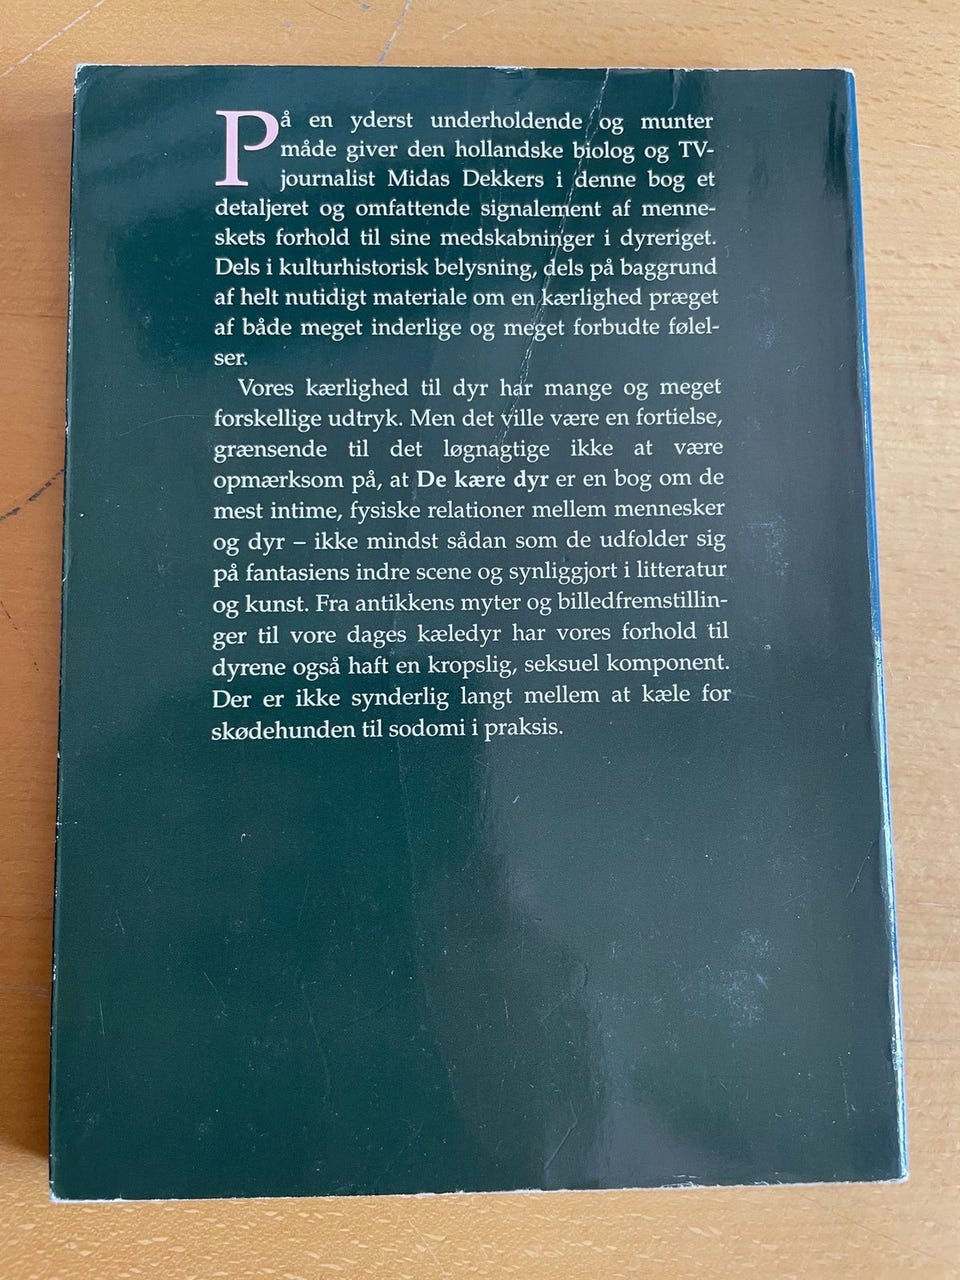 På en yderst underholdende og munter
måde giver den hollandske biolog og TV-
journalist Midas Dekkers i denne bog et
detaljeret og omfattende signalement af menne-
skets forhold til sine medskabninger i dyreriget.
Dels i kulturhistorisk belysning, dels på baggrund
af helt nutidigt materiale om en kærlighed præget
af både meget inderlige og meget forbudte følel-
ser.
Vores kærlighed til dyr har mange og meget
forskellige udtryk. Men det ville være en fortielse,
grænsende til det løgnagtige ikke at være
opmærksom på, at De kære dyr er en bog om de
mest intime, fysiske relationer mellem mennesker
og dyr – ikke mindst sådan som de udfolder sig
på fantasiens indre scene og synliggjort i litteratur
og kunst. Fra antikkens myter og billedfremstillin-
ger til vore dages kæledyr har vores forhold til
dyrene også haft en kropslig, seksuel komponent.
Der er ikke synderlig langt mellem at kæle for
skødehunden til sodomi i praksis.